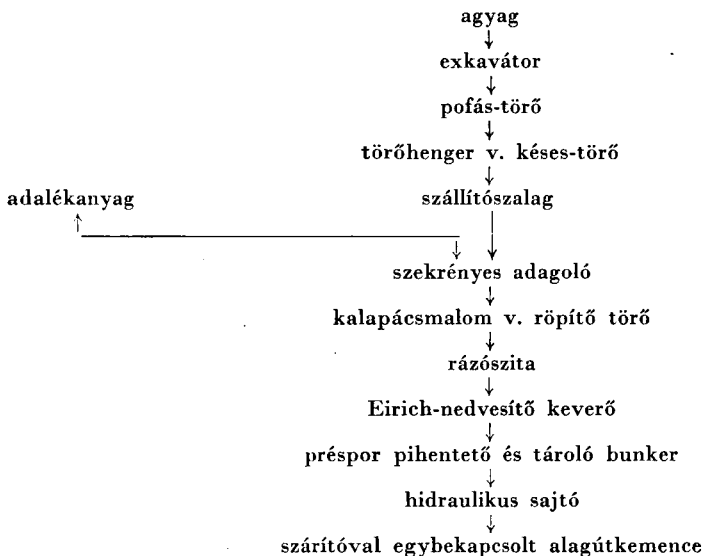 agyag
exkavátor
pofás-törő
törőhenger v. késes-törő
adalékanyag szállítószalag
szekrényes adagoló
kalapácsmalom v. röpítő törő
rázószita
Eirich-nedvesítő keverő
préspor pihentető és tároló bunker
hidraulikus sajtó
szárítóval egybekapcsolt alagútkemence